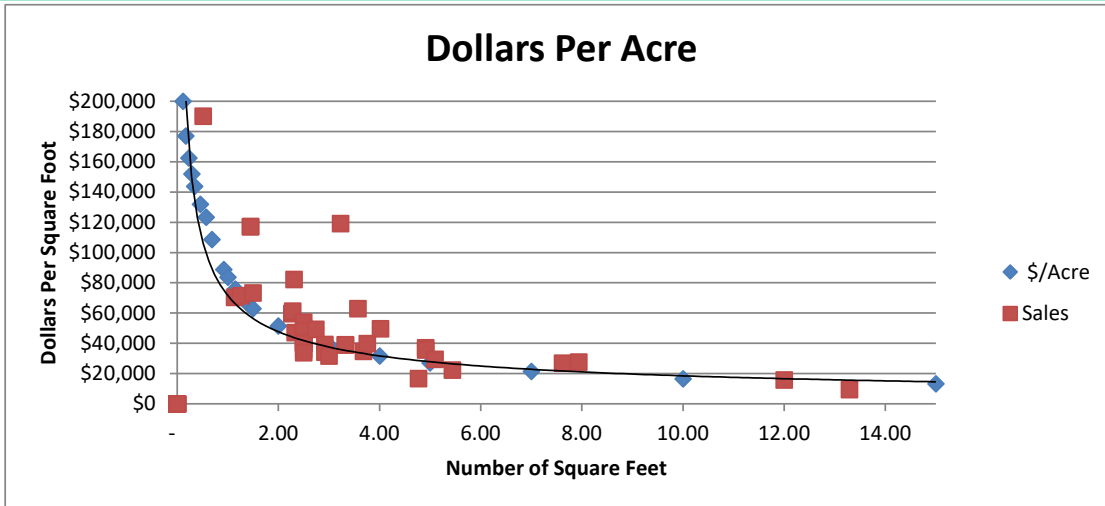 Dollars Per Acre
Dollars Per Square Foot
$200,000
$180,000
$160,000
$140,000
$120,000
$100,000
$80,000
$60,000
$40,000
$20,000
$0
- 2.00 4.00 6.00 8.00 10.00 12.00 14.00
Number of Square Feet
$/Acre
Sales